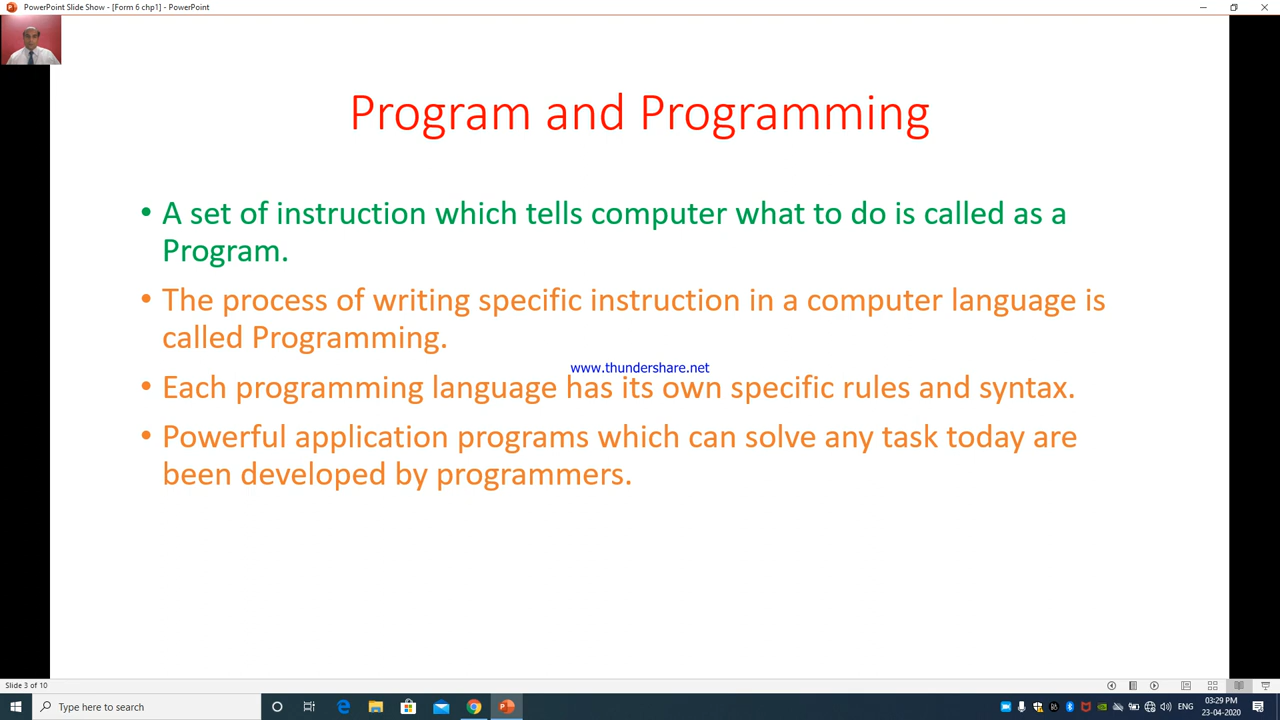 PowerPoint Slide Show - [Form 6 chp1] - PowerPoint
Program and Programming
• A set of instruction which tells computer what to do is called as a
Program.
• The process of writing specific instruction in a computer language is
called Programming.
www.thundershare.net
• Each programming language has its own specific rules and syntax.
• Powerful application programs which can solve any task today are
been developed by programmers.
Slide 3 of 10
Type here to search
ENG
03:29 PM
23-04-2020